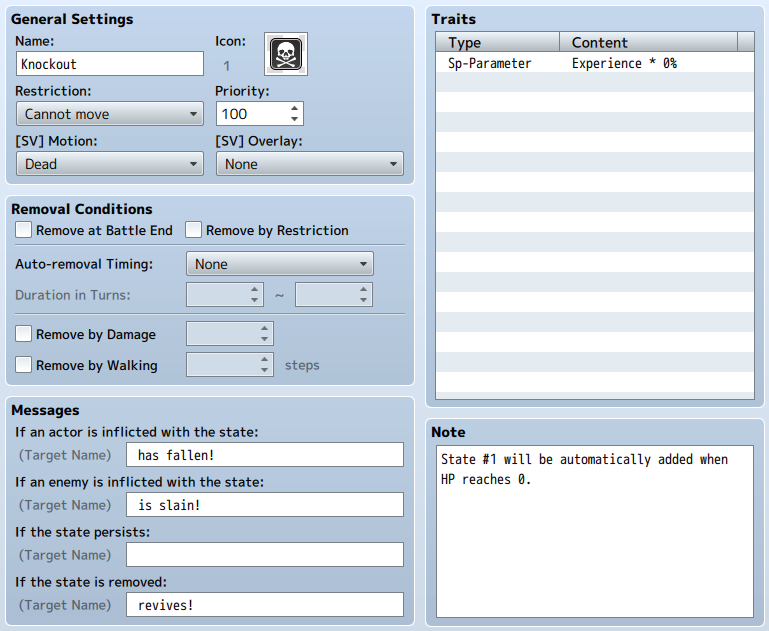 General Settings
Name:
Icon:
Knockout
1
Restriction:
Priority:
Cannot move
100
[SV] Motion:
[SV] Overlay:
Dead
None
Removal Conditions
Remove at Battle End
Remove by Restriction
Auto-removal Timing:
None
Duration in Turns:
~
Remove by Damage
Remove by Walking
steps
Messages
If an actor is inflicted with the state:
(Target Name)
has fallen!
If an enemy is inflicted with the state:
(Target Name)
is slain!
If the state persists:
(Target Name)
If the state is removed:
(Target Name)
revives!
Traits
Type
Content
Sp-Parameter
Experience * 0%
Note
State #1 will be automatically added when
HP reaches 0.